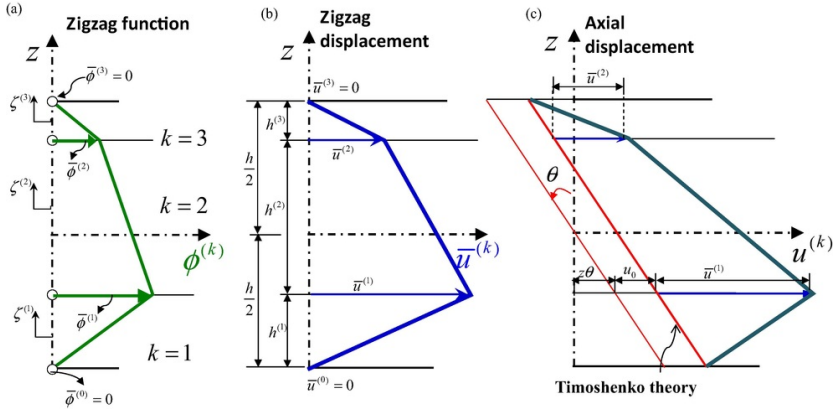 (a)
Zigzag function
z
ϕ̅⁽³⁾ = 0
ζ⁽³⁾
k = 3
ϕ̅⁽²⁾
ζ⁽²⁾
k = 2
ϕ⁽ᵏ⁾
ζ⁽¹⁾
ϕ̅⁽¹⁾
k = 1
ϕ̅⁽⁰⁾ = 0
(b)
Zigzag
displacement
z
u̅⁽³⁾ = 0
h⁽³⁾
u̅⁽²⁾
h/2
h⁽²⁾
u̅⁽ᵏ⁾
u̅⁽¹⁾
h/2
h⁽¹⁾
u̅⁽⁰⁾ = 0
(c)
Axial
displacement
z
u̅⁽²⁾
θ
u⁽ᵏ⁾
zθ
u₀
u̅⁽¹⁾
Timoshenko theory